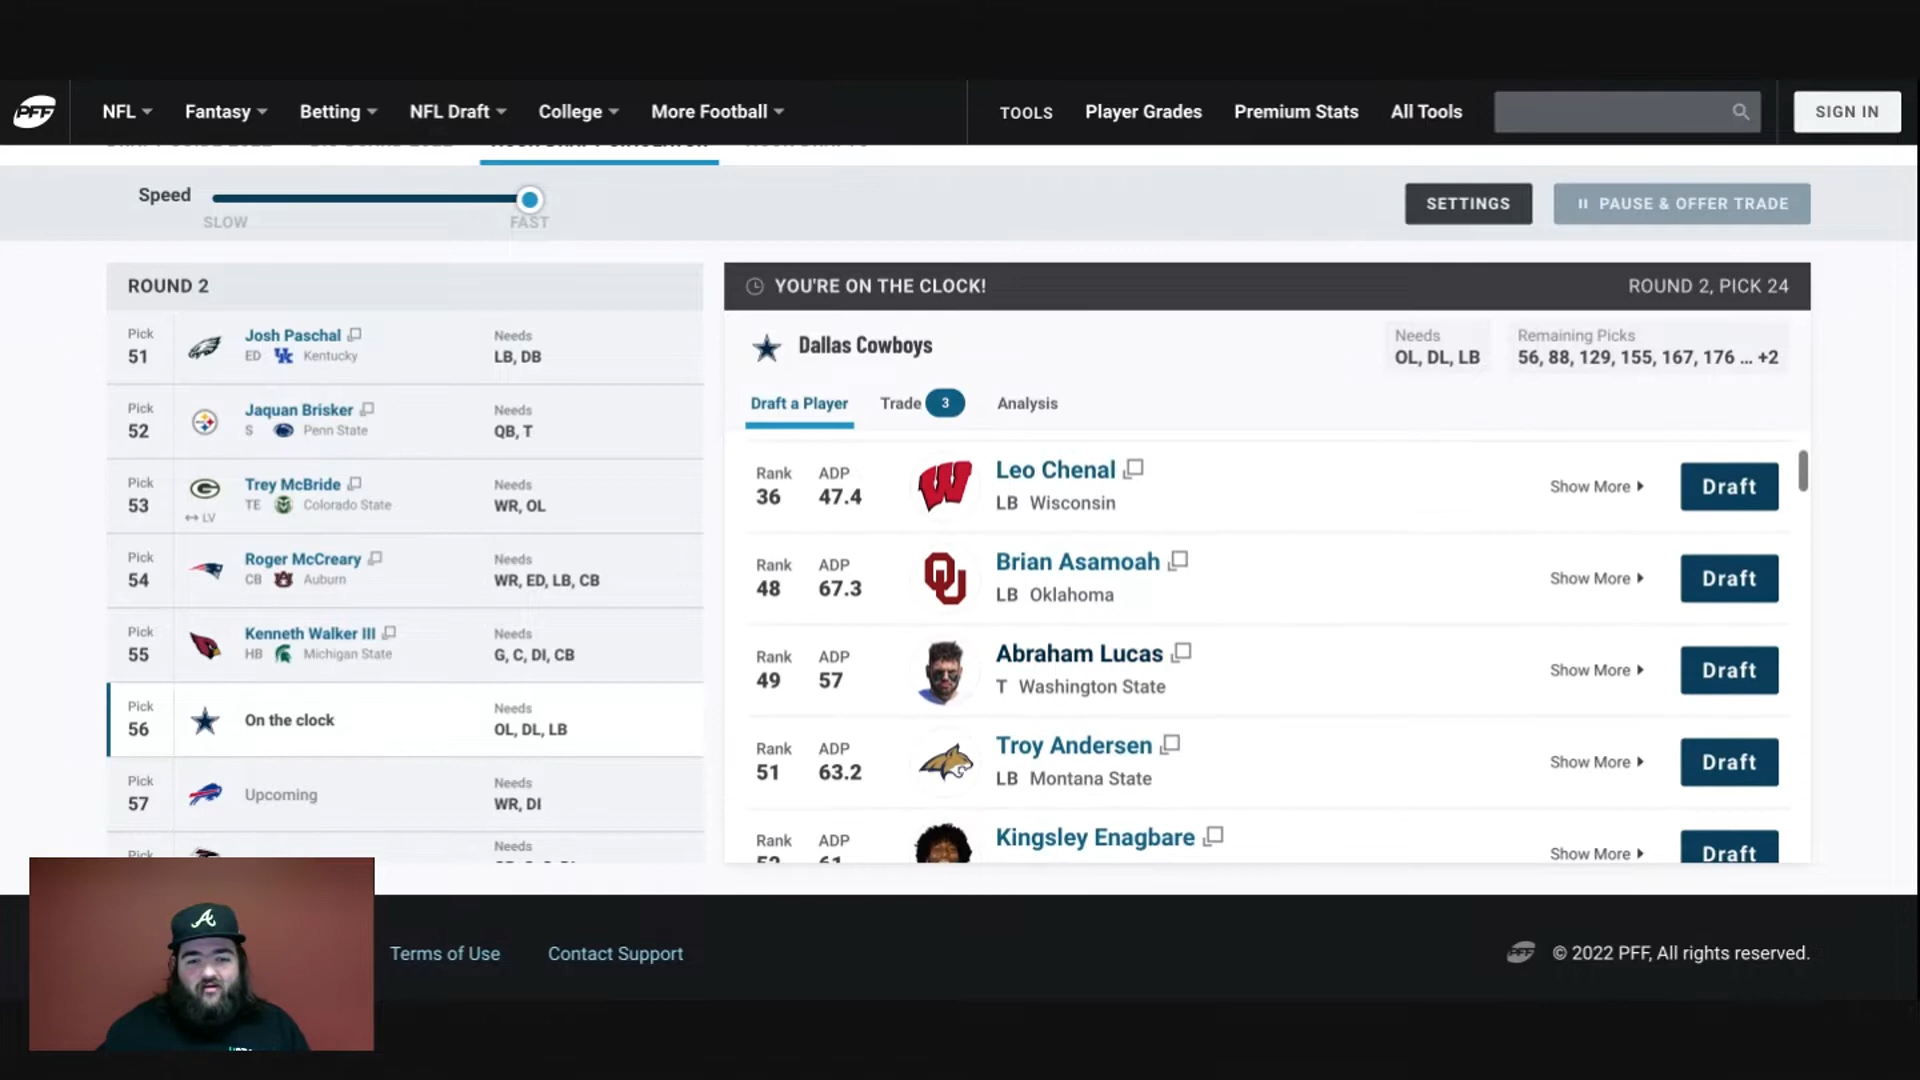 PFF
NFL
Fantasy
Betting
NFL Draft
College
More Football
TOOLS
Player Grades
Premium Stats
All Tools
SIGN IN
Speed
SLOW
FAST
SETTINGS
PAUSE & OFFER TRADE
ROUND 2
Pick
51
Josh Paschal
ED Kentucky
Needs
LB, DB
Pick
52
Jaquan Brisker
S Penn State
Needs
QB, T
Pick
53
LV
Trey McBride
TE Colorado State
Needs
WR, OL
Pick
54
Roger McCreary
CB Auburn
Needs
WR, ED, LB, CB
Pick
55
Kenneth Walker III
HB Michigan State
Needs
G, C, DI, CB
Pick
56
On the clock
Needs
OL, DL, LB
Pick
57
Upcoming
Needs
WR, DI
Pick
Needs
YOU'RE ON THE CLOCK!
ROUND 2, PICK 24
Dallas Cowboys
Needs
OL, DL, LB
Remaining Picks
56, 88, 129, 155, 167, 176 ... +2
Draft a Player
Trade 3
Analysis
Rank
36
ADP
47.4
Leo Chenal
LB Wisconsin
Show More
Draft
Rank
48
ADP
67.3
OU
Brian Asamoah
LB Oklahoma
Show More
Draft
Rank
49
ADP
57
Abraham Lucas
T Washington State
Show More
Draft
Rank
51
ADP
63.2
Troy Andersen
LB Montana State
Show More
Draft
Rank
52
ADP
61
Kingsley Enagbare
Show More
Draft
A
Terms of Use
Contact Support
PFF
© 2022 PFF, All rights reserved.